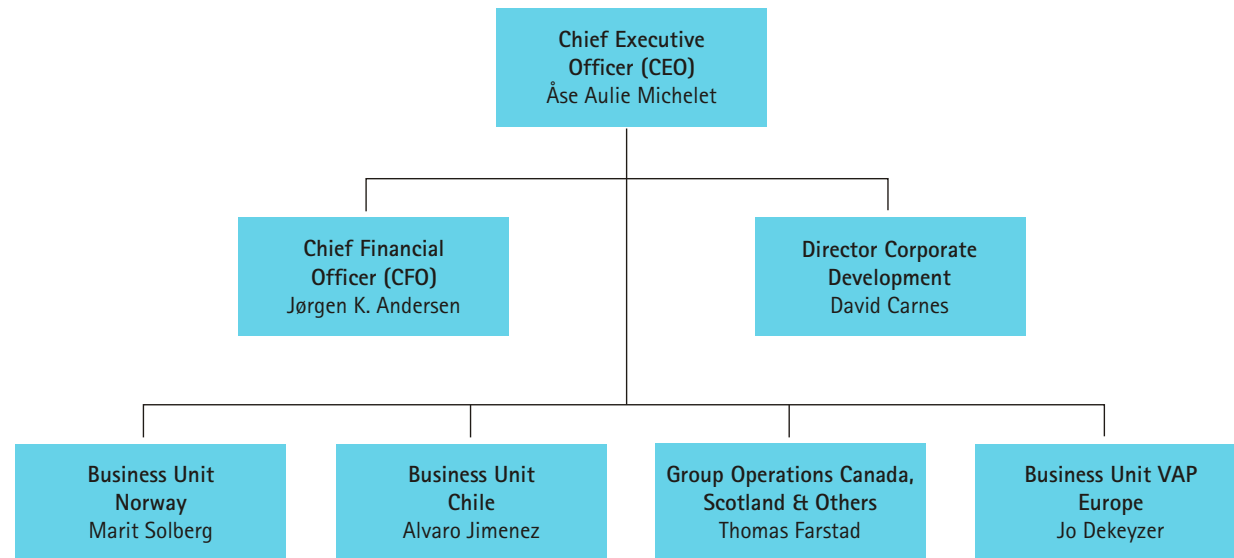 Chief Executive
Officer (CEO)
Åse Aulie Michelet
Chief Financial
Officer (CFO)
Jørgen K. Andersen
Director Corporate
Development
David Carnes
Business Unit
Norway
Marit Solberg
Business Unit
Chile
Alvaro Jimenez
Group Operations Canada,
Scotland & Others
Thomas Farstad
Business Unit VAP
Europe
Jo Dekeyzer